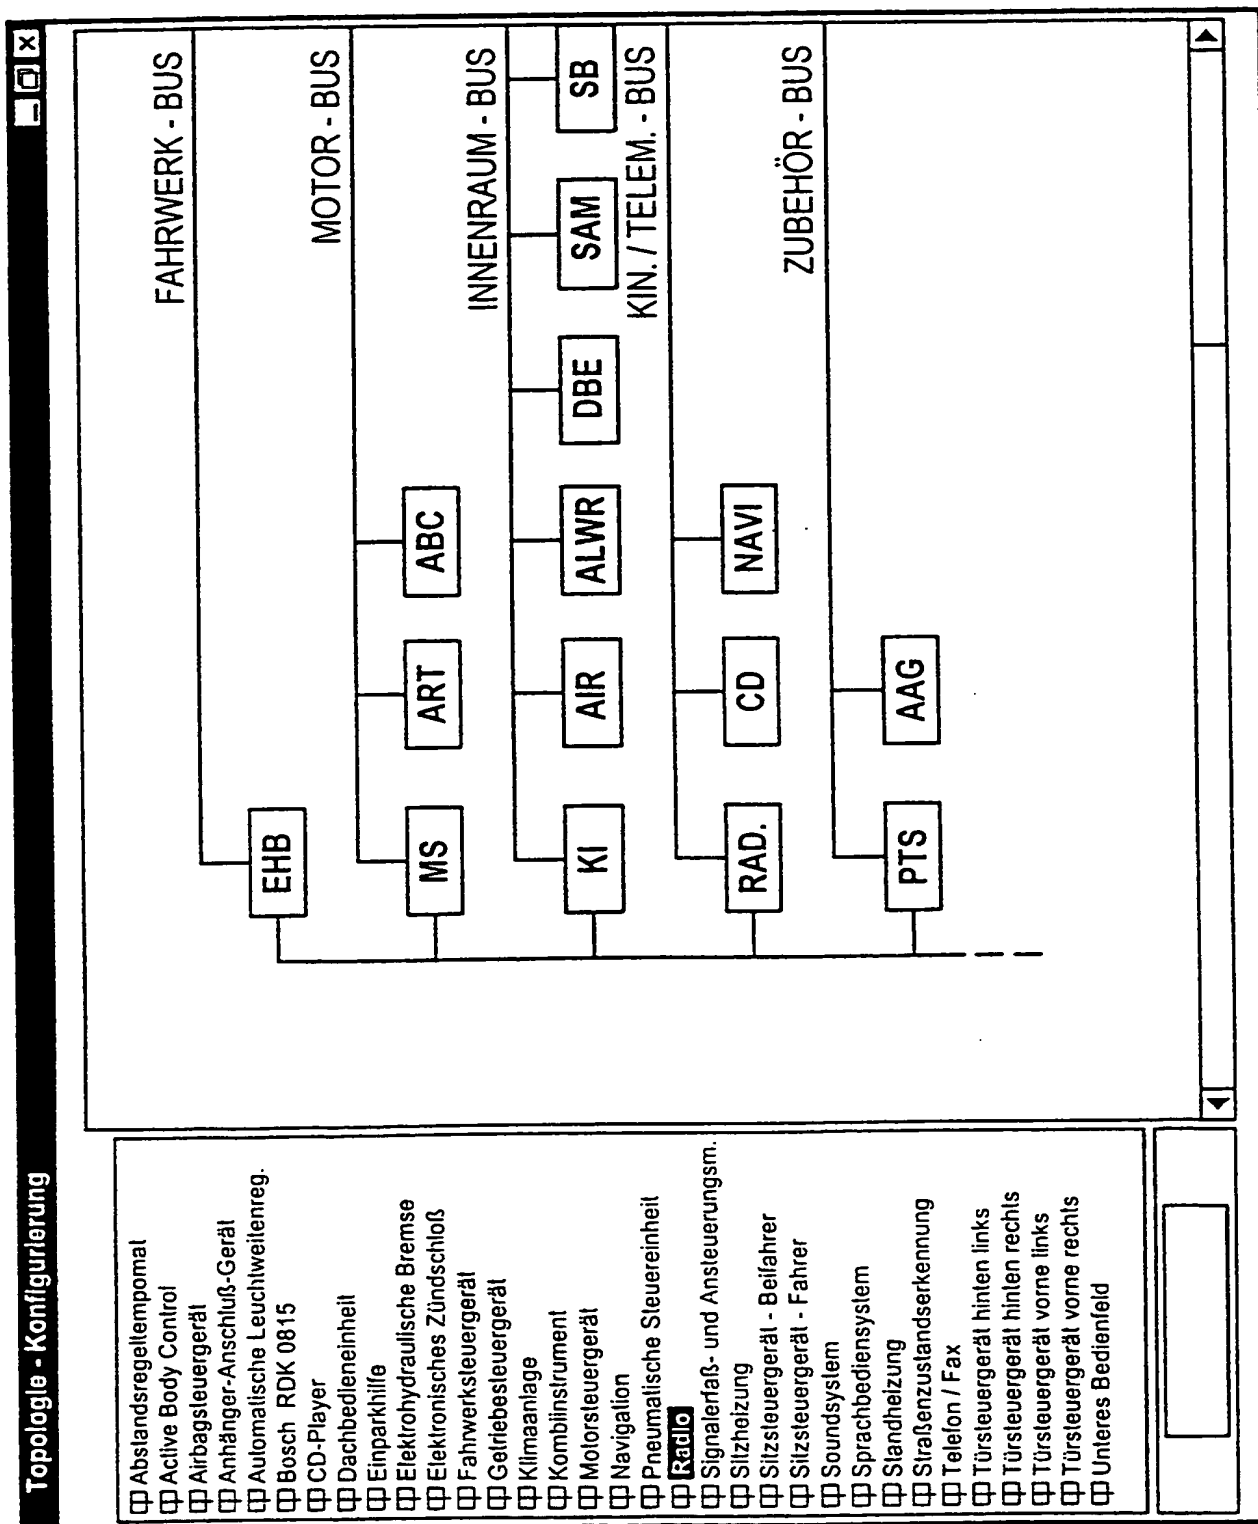 Topologie - Konfigurierung
Abstandsregeltempomat
Active Body Control
Airbagsteuergerät
Anhänger-Anschluß-Gerät
Automatische Leuchtweitenreg.
Bosch RDK 0815
CD-Player
Dachbedieneinheit
Einparkhilfe
Elektrohydraulische Bremse
Elektronisches Zündschloß
Fahrwerksteuergerät
Getriebesteuergerät
Klimaanlage
Kombiinstrument
Motorsteuergerät
Navigation
Pneumatische Steuereinheit
Radio
Signalerfaß- und Ansteuerungsm.
Sitzheizung
Sitzsteuergerät - Beifahrer
Sitzsteuergerät - Fahrer
Soundsystem
Sprachbediensystem
Standheizung
Straßenzustandserkennung
Telefon / Fax
Türsteuergerät hinten links
Türsteuergerät hinten rechts
Türsteuergerät vorne links
Türsteuergerät vorne rechts
Unteres Bedienfeld
FAHRWERK - BUS
EHB
MOTOR - BUS
MS ART ABC
INNENRAUM - BUS
KI AIR ALWR DBE SAM SB
KIN. / TELEM. - BUS
RAD. CD NAVI
ZUBEHÖR - BUS
PTS AAG